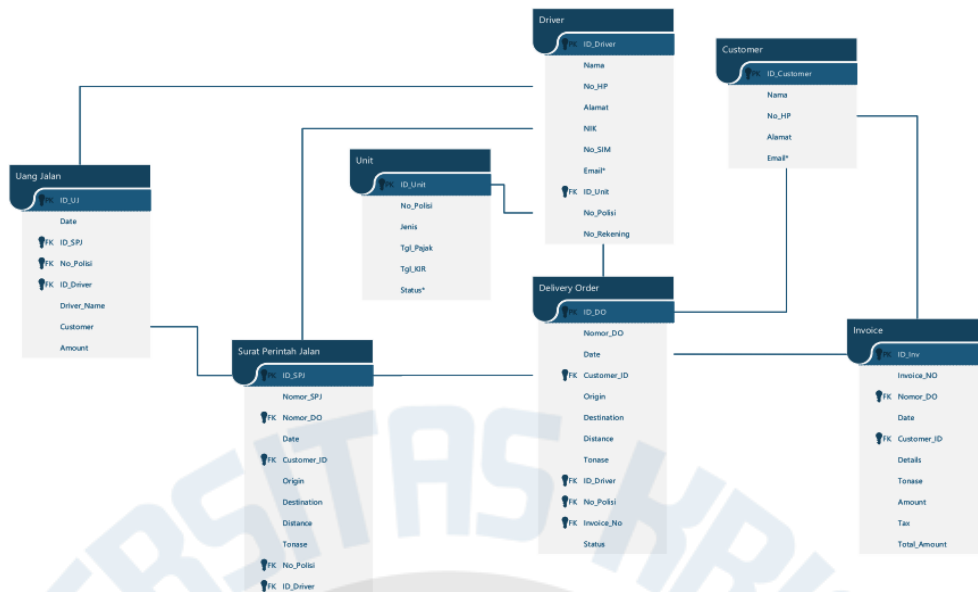 Driver
PK ID_Driver
Nama
No_HP
Alamat
NIK
No_SIM
Email*
FK ID_Unit
No_Polisi
No_Rekening
Customer
PK ID_Customer
Nama
No_HP
Alamat
Email*
Unit
PK ID_Unit
No_Polisi
Jenis
Tgl_Pajak
Tgl_KIR
Status*
Uang Jalan
PK ID_UJ
Date
FK ID_SPJ
FK No_Polisi
FK ID_Driver
Driver_Name
Customer
Amount
Delivery Order
PK ID_DO
Nomor_DO
Date
FK Customer_ID
Origin
Destination
Distance
Tonase
FK ID_Driver
FK No_Polisi
FK Invoice_No
Status
Surat Perintah Jalan
PK ID_SPJ
Nomor_SPJ
FK Nomor_DO
Date
FK Customer_ID
Origin
Destination
Distance
Tonase
FK No_Polisi
FK ID_Driver
Invoice
PK ID_Inv
Invoice_NO
FK Nomor_DO
Date
FK Customer_ID
Details
Tonase
Amount
Tax
Total_Amount
ERSITAS KRI